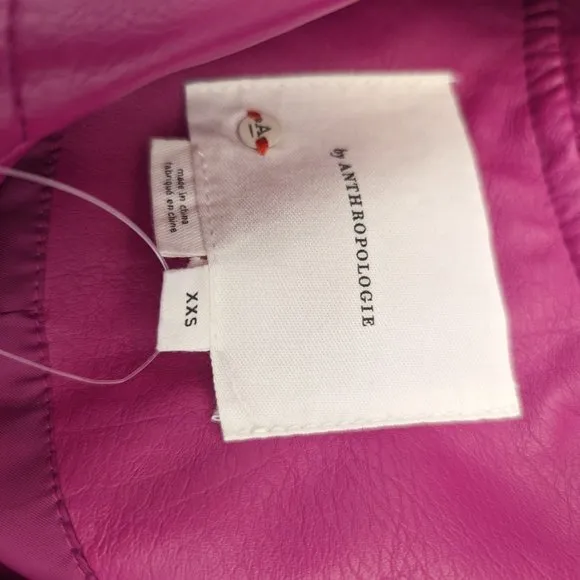 A
by ANTHROPOLOGIE
made in china
fabriqué en chine
XXS